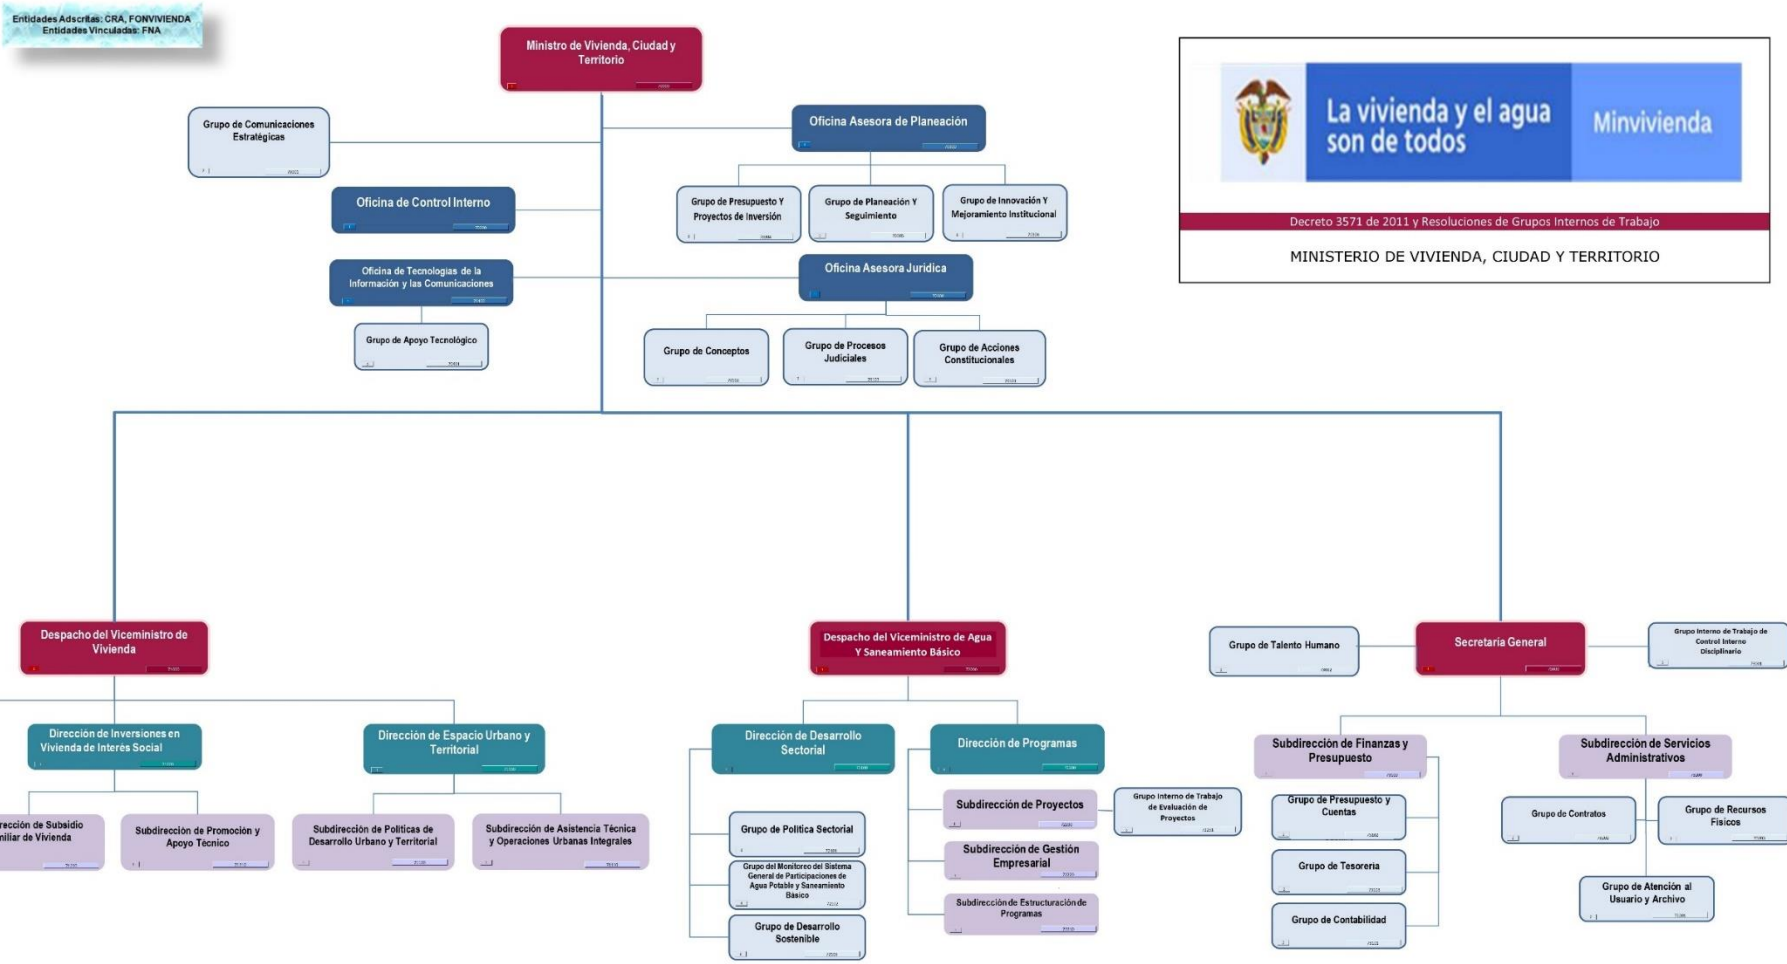 Entidades Adscritas: CRA, FONVIVIENDA
Entidades Vinculadas: FNA
Ministro de Vivienda, Ciudad y
Territorio
Grupo de Comunicaciones
Estratégicas
Oficina Asesora de Planeación
Oficina de Control Interno
Grupo de Presupuesto Y
Proyectos de Inversión
Grupo de Planeación Y
Seguimiento
Grupo de Innovación Y
Mejoramiento Institucional
Oficina de Tecnologías de la
Información y las Comunicaciones
Oficina Asesora Juridica
Grupo de Apoyo Tecnológico
Grupo de Conceptos
Grupo de Procesos
Judiciales
Grupo de Acciones
Constitucionales
La vivienda y el agua
son de todos
Minvivienda
Decreto 3571 de 2011 y Resoluciones de Grupos Internos de Trabajo
MINISTERIO DE VIVIENDA, CIUDAD Y TERRITORIO
Despacho del Viceministro de
Vivienda
Despacho del Viceministro de Agua
Y Saneamiento Básico
Grupo de Talento Humano
Secretaría General
Grupo Interno de Trabajo de
Control Interno
Disciplinario
Dirección de Inversiones en
Vivienda de Interés Social
Dirección de Espacio Urbano y
Territorial
Dirección de Desarrollo
Sectorial
Dirección de Programas
Subdirección de Finanzas y
Presupuesto
Subdirección de Servicios
Administrativos
rección de Subsidio
miliar de Vivienda
Subdirección de Promoción y
Apoyo Técnico
Subdirección de Políticas de
Desarrollo Urbano y Territorial
Subdirección de Asistencia Técnica
y Operaciones Urbanas Integrales
Grupo de Política Sectorial
Grupo del Monitoreo del Sistema
General de Participaciones de
Agua Potable y Saneamiento
Básico
Grupo de Desarrollo
Sostenible
Subdirección de Proyectos
Grupo Interno de Trabajo
de Evaluación de
Proyectos
Subdirección de Gestión
Empresarial
Subdirección de Estructuración de
Programas
Grupo de Presupuesto y
Cuentas
Grupo de Tesoreria
Grupo de Contabilidad
Grupo de Contratos
Grupo de Recursos
Físicos
Grupo de Atención al
Usuario y Archivo